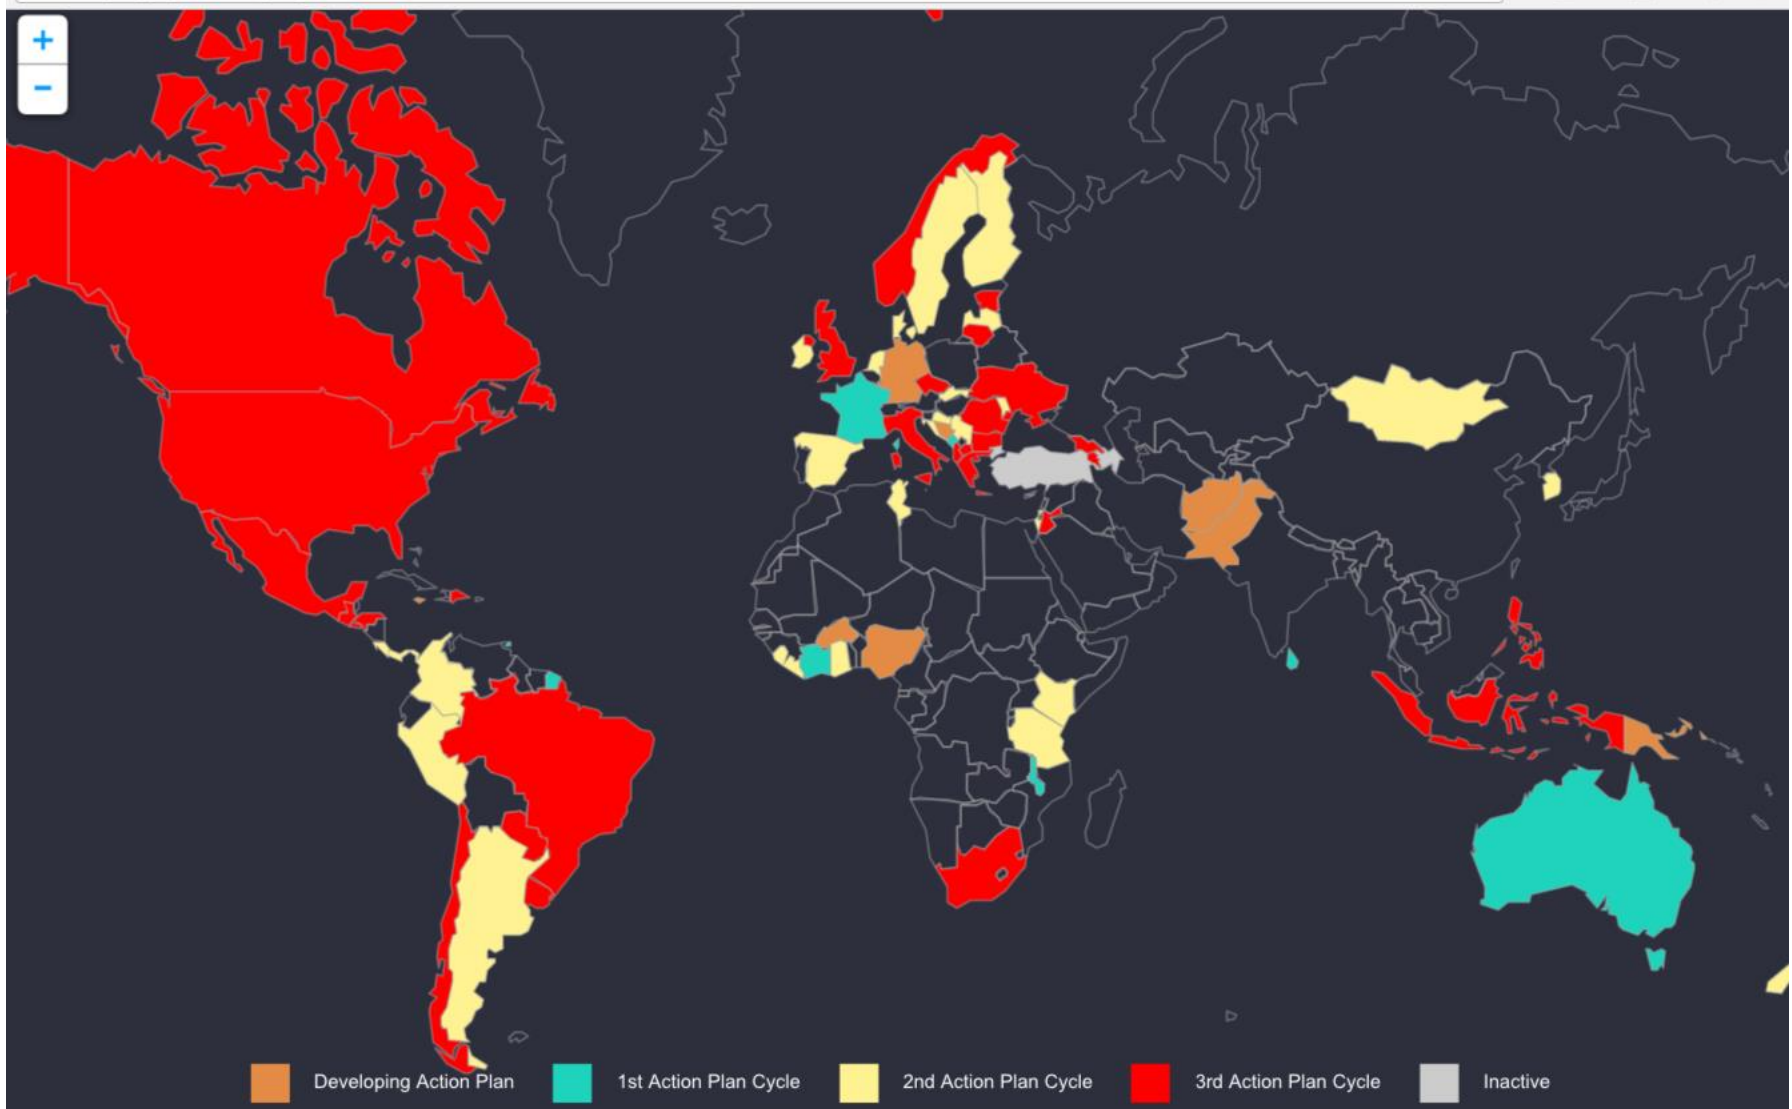 +
−
Developing Action Plan
1st Action Plan Cycle
2nd Action Plan Cycle
3rd Action Plan Cycle
Inactive